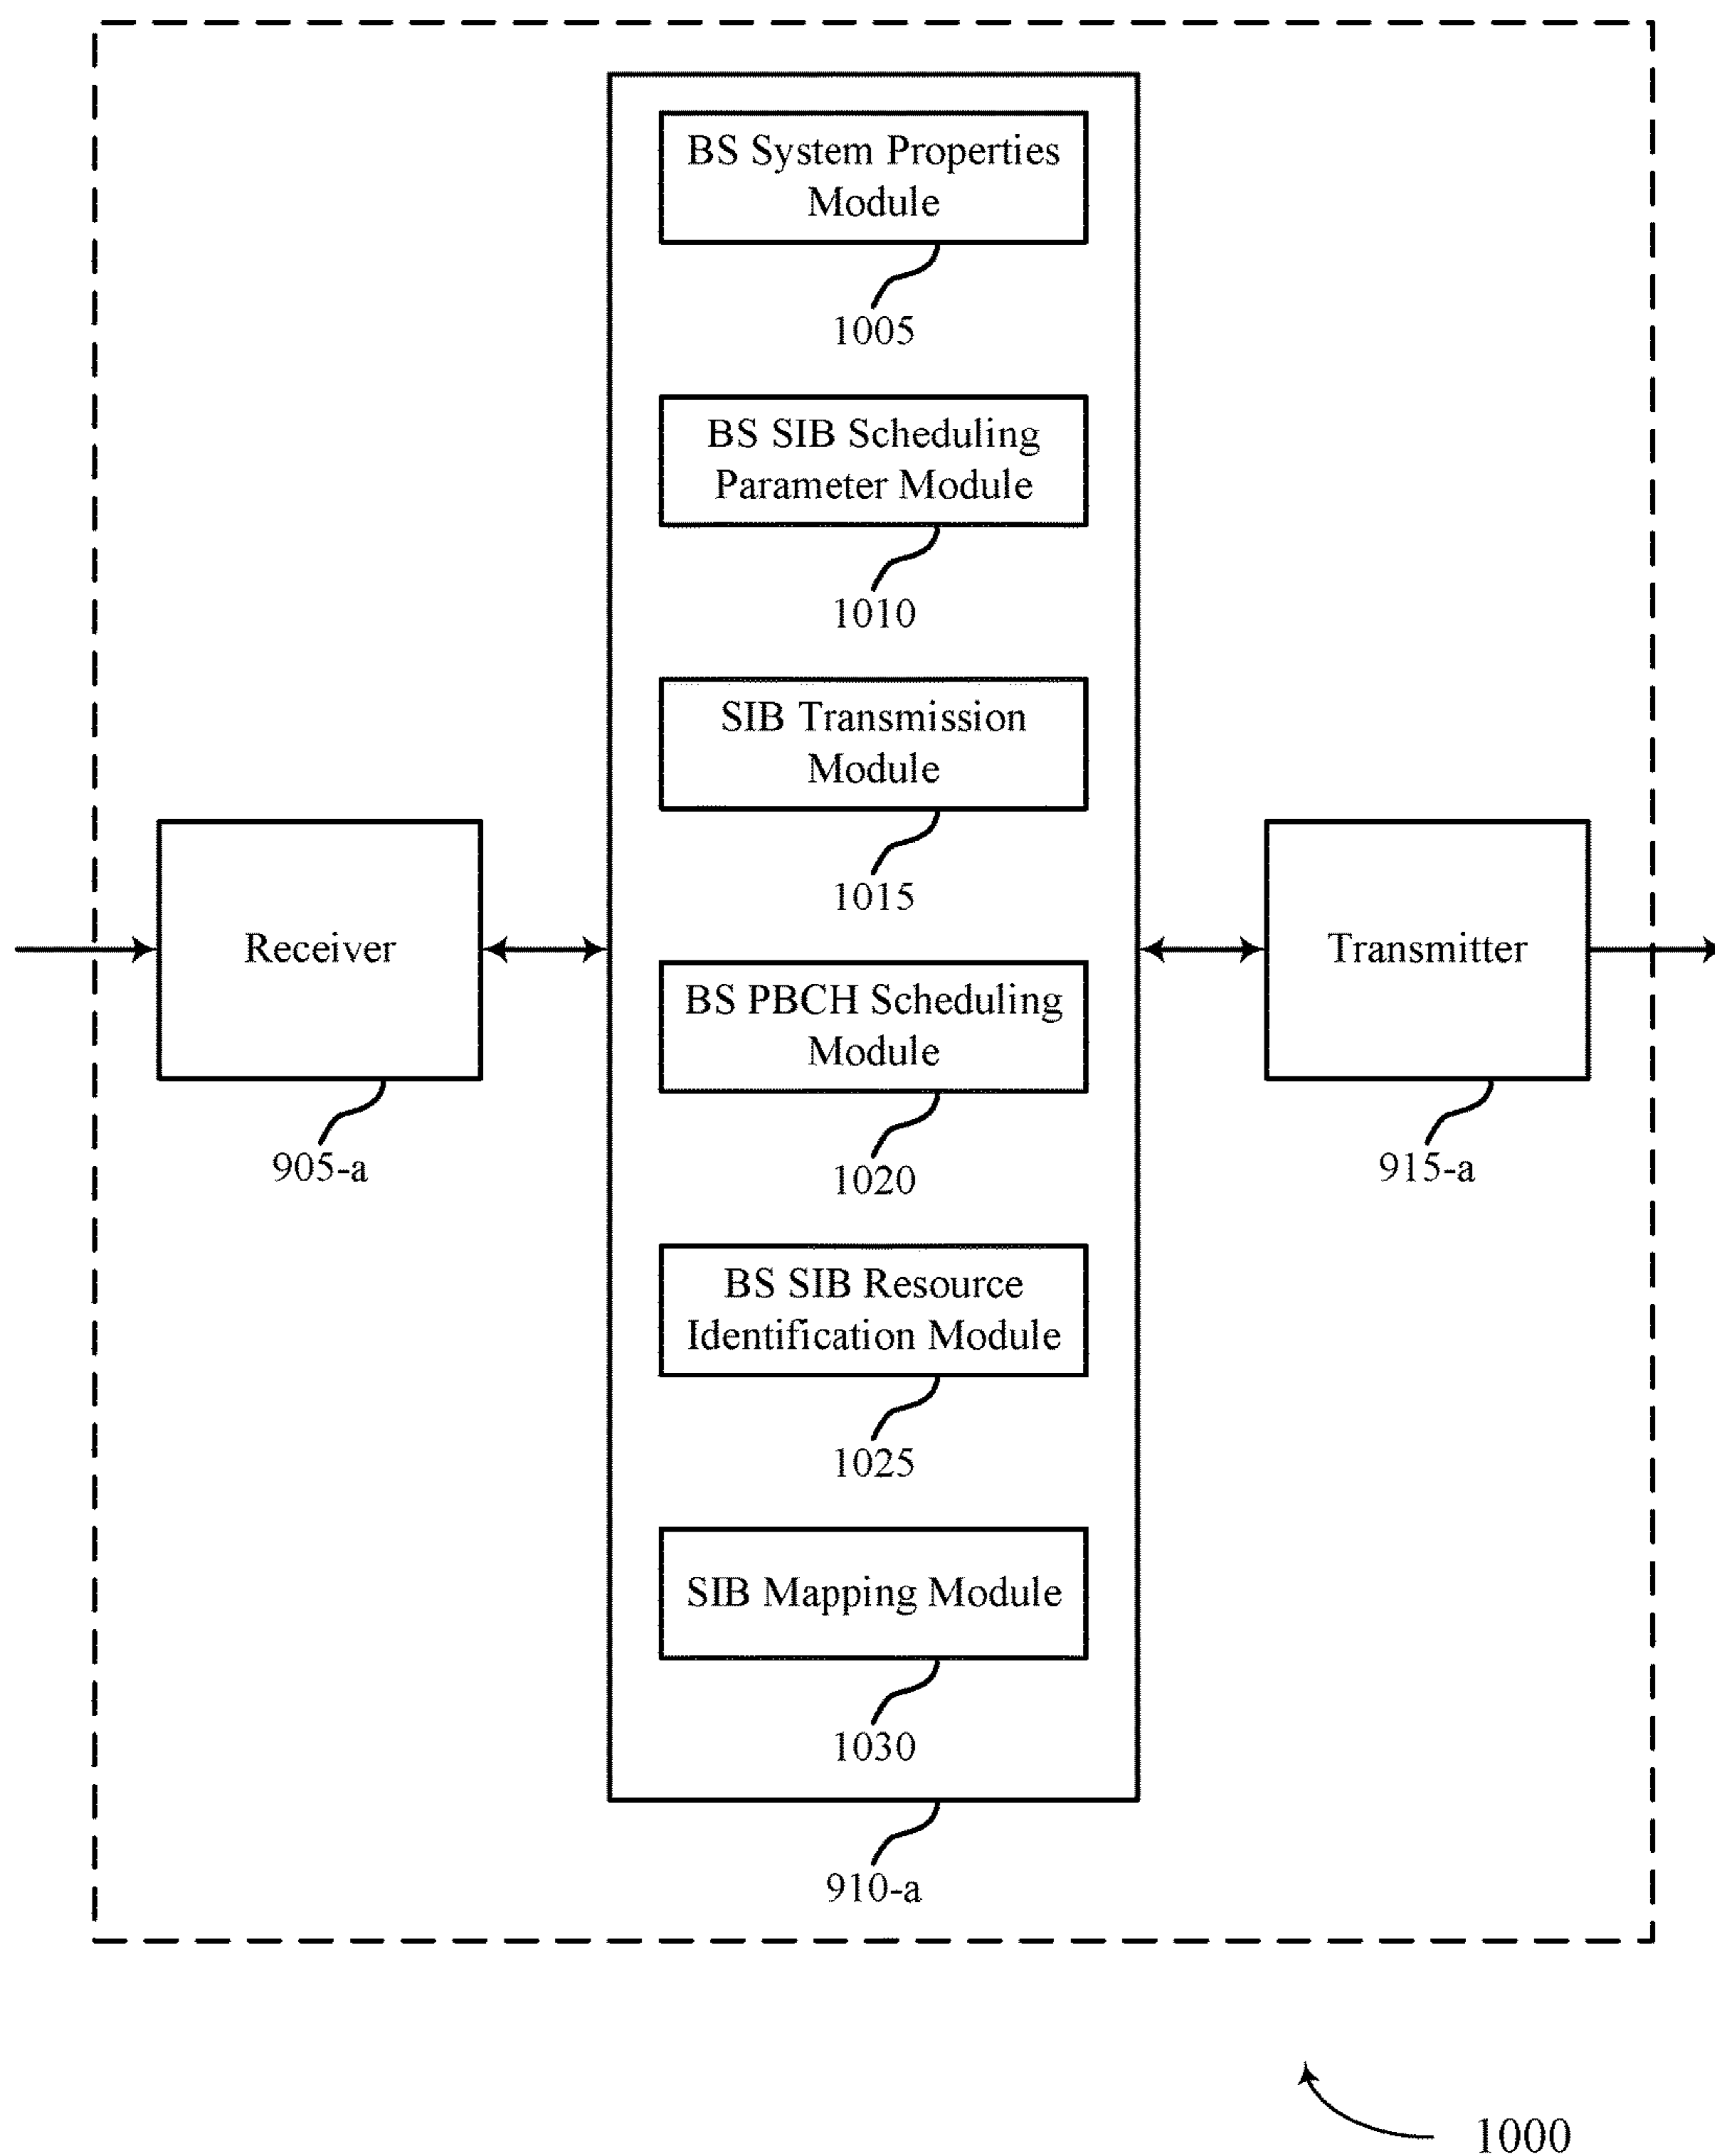 BS System Properties
Module
1005
BS SIB Scheduling
Parameter Module
1010
SIB Transmission
Module
1015
Receiver
905-a
BS PBCH Scheduling
Module
1020
Transmitter
915-a
BS SIB Resource
Identification Module
1025
SIB Mapping Module
1030
910-a
1000